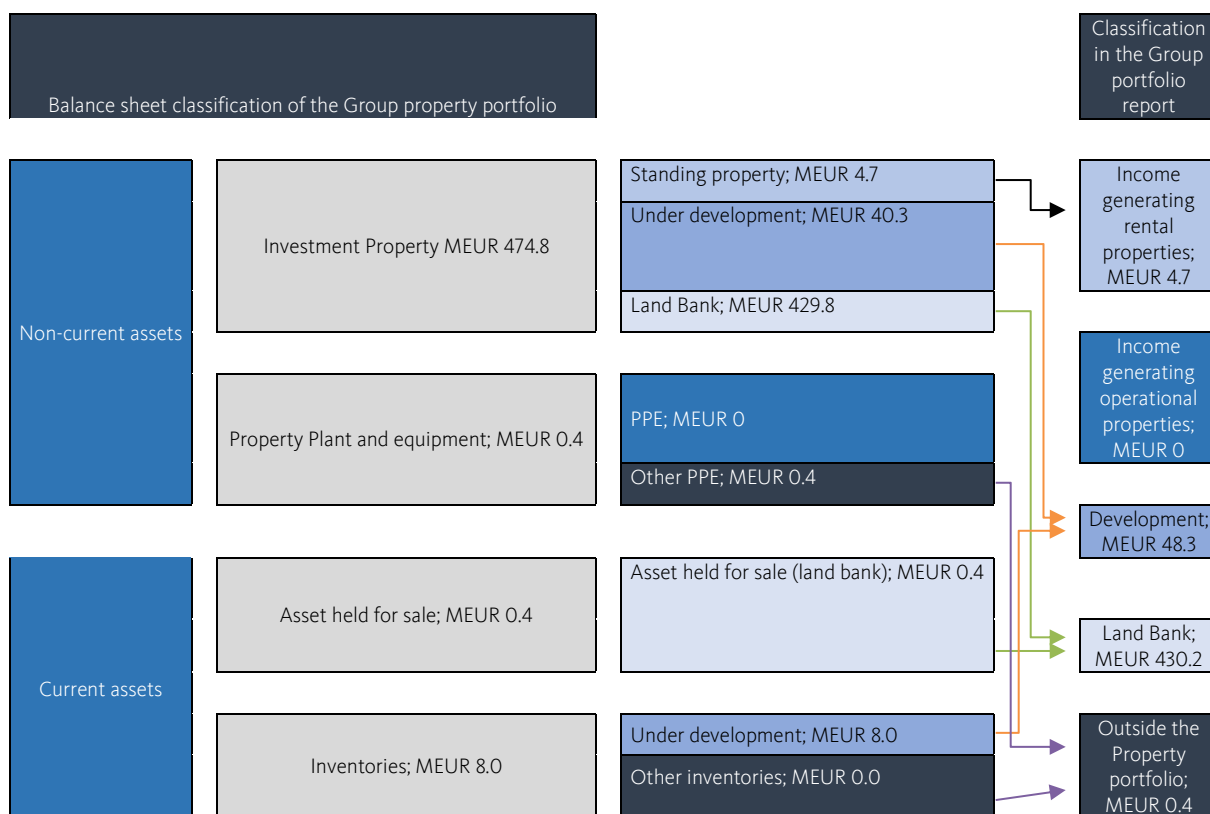 Balance sheet classification of the Group property portfolio
Classification
in the Group
portfolio
report
Non-current assets
Investment Property MEUR 474.8
Standing property; MEUR 4.7
Under development; MEUR 40.3
Land Bank; MEUR 429.8
Income
generating
rental
properties;
MEUR 4.7
Property Plant and equipment; MEUR 0.4
PPE; MEUR 0
Other PPE; MEUR 0.4
Income
generating
operational
properties;
MEUR 0
Development;
MEUR 48.3
Current assets
Asset held for sale; MEUR 0.4
Asset held for sale (land bank); MEUR 0.4
Land Bank;
MEUR 430.2
Inventories; MEUR 8.0
Under development; MEUR 8.0
Other inventories; MEUR 0.0
Outside the
Property
portfolio;
MEUR 0.4